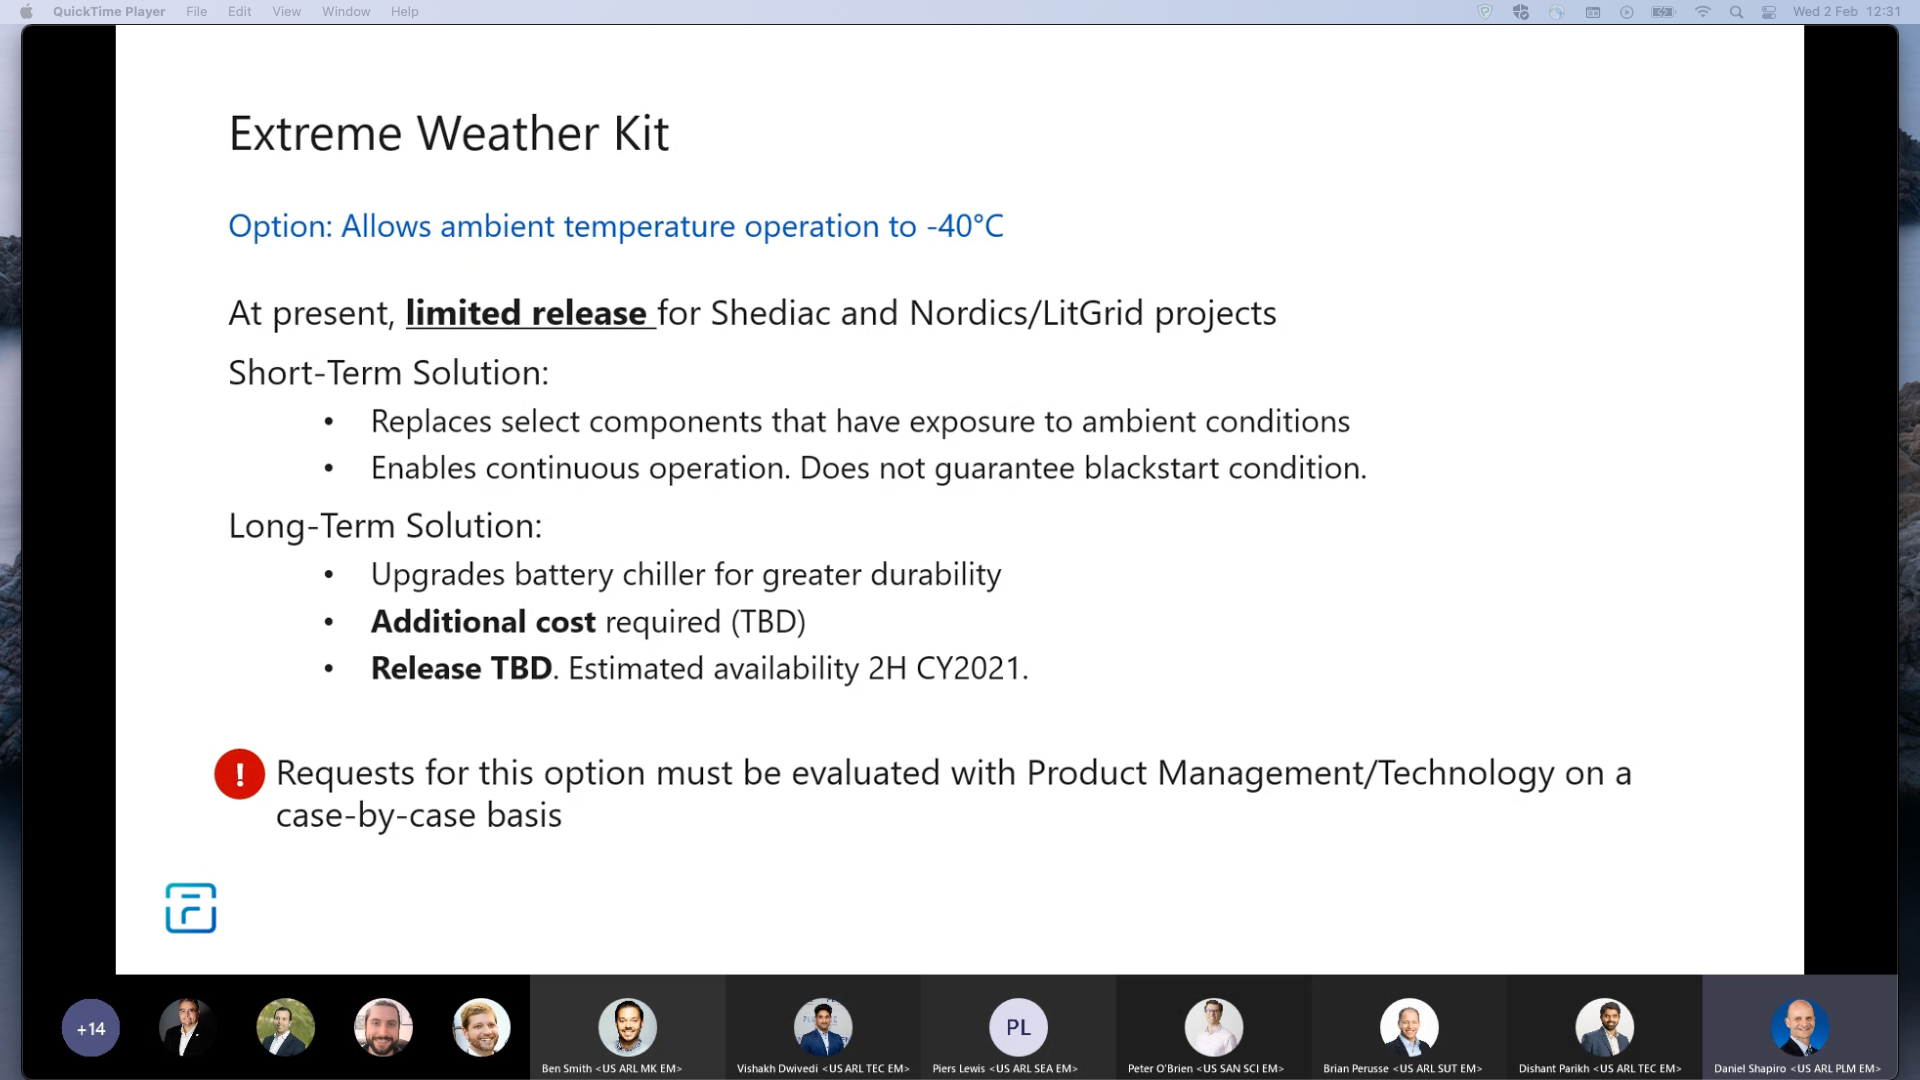 QuickTime Player File Edit View Window Help Wed 2 Feb 12:31
Extreme Weather Kit
Option: Allows ambient temperature operation to -40°C
At present, limited release for Shediac and Nordics/LitGrid projects
Short-Term Solution:
• Replaces select components that have exposure to ambient conditions
• Enables continuous operation. Does not guarantee blackstart condition.
Long-Term Solution:
• Upgrades battery chiller for greater durability
• Additional cost required (TBD)
• Release TBD. Estimated availability 2H CY2021.
! Requests for this option must be evaluated with Product Management/Technology on a
case-by-case basis
+14
PL
Ben Smith <US ARL MK EM> Vishakh Dwivedi <US ARL TEC EM> Piers Lewis <US ARL SEA EM> Peter O'Brien <US SAN SCI EM> Brian Perusse <US ARL SUT EM> Dishant Parikh <US ARL TEC EM> Daniel Shapiro <US ARL PLM EM>